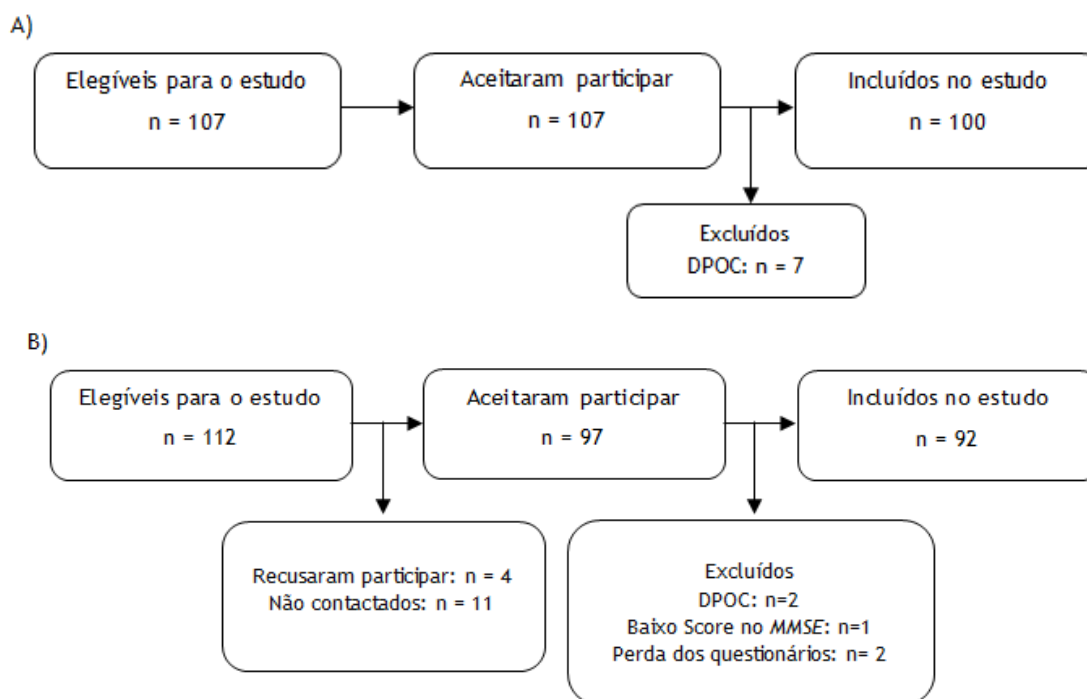 A)
Elegíveis para o estudo
n = 107
Aceitaram participar
n = 107
Incluídos no estudo
n = 100
Excluídos
DPOC: n = 7
B)
Elegíveis para o estudo
n = 112
Aceitaram participar
n = 97
Incluídos no estudo
n = 92
Recusaram participar: n = 4
Não contactados: n = 11
Excluídos
DPOC: n=2
Baixo Score no MMSE: n=1
Perda dos questionários: n= 2